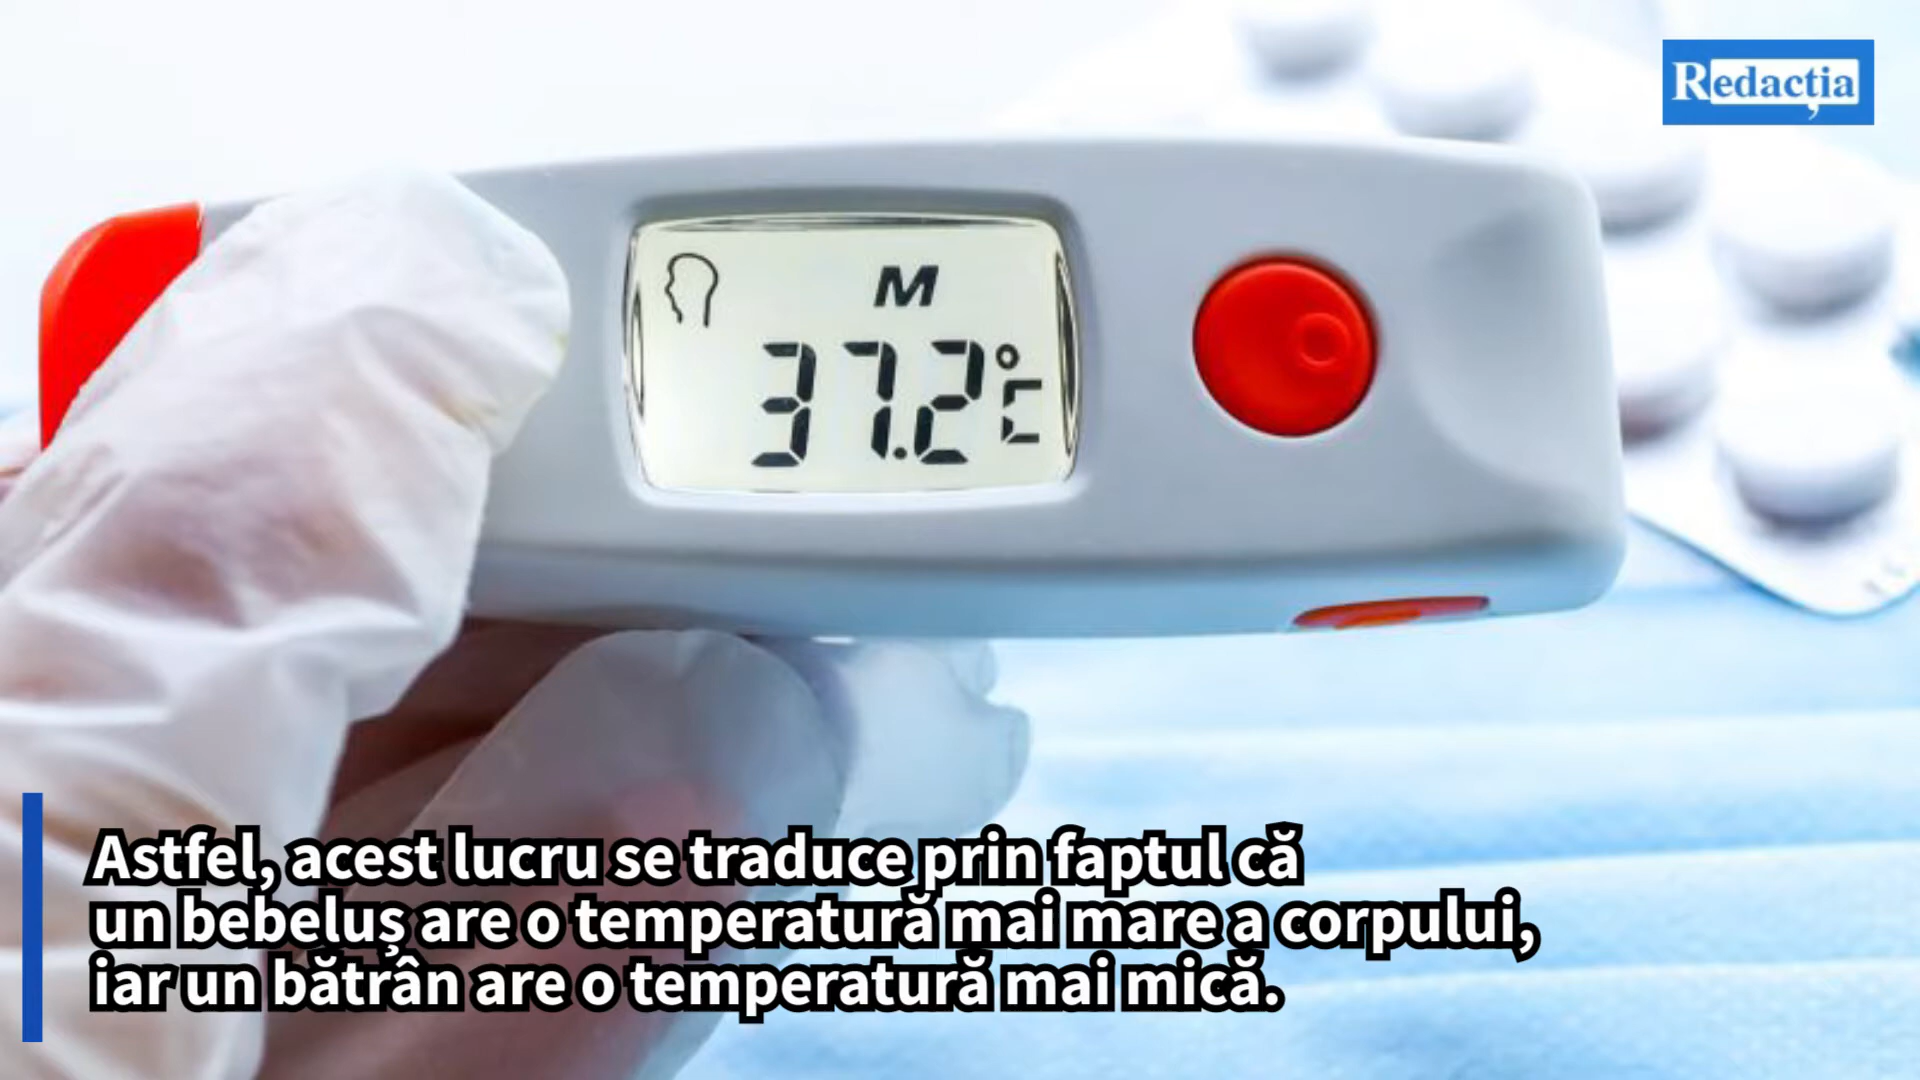 Redacția
M
37.2°C
Astfel, acest lucru se traduce prin faptul că
un bebeluș are o temperatură mai mare a corpului,
iar un bătrân are o temperatură mai mică.